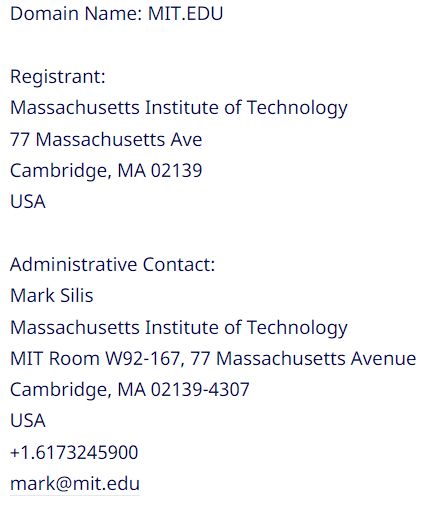 Domain Name: MIT.EDU
Registrant:
Massachusetts Institute of Technology
77 Massachusetts Ave
Cambridge, MA 02139
USA
Administrative Contact:
Mark Silis
Massachusetts Institute of Technology
MIT Room W92-167, 77 Massachusetts Avenue
Cambridge, MA 02139-4307
USA
+1.6173245900
mark@mit.edu